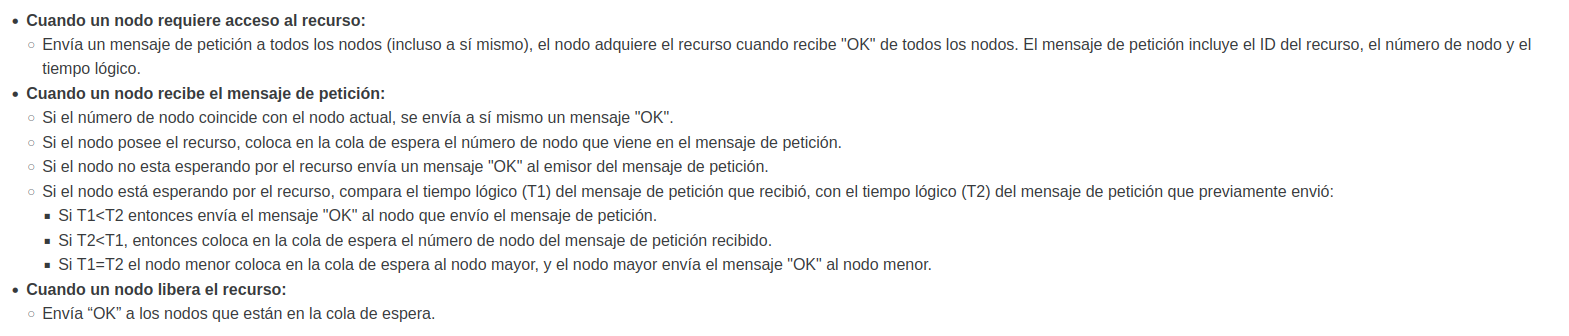 • Cuando un nodo requiere acceso al recurso:
○ Envía un mensaje de petición a todos los nodos (incluso a sí mismo), el nodo adquiere el recurso cuando recibe "OK" de todos los nodos. El mensaje de petición incluye el ID del recurso, el número de nodo y el
tiempo lógico.
• Cuando un nodo recibe el mensaje de petición:
○ Si el número de nodo coincide con el nodo actual, se envía a sí mismo un mensaje "OK".
○ Si el nodo posee el recurso, coloca en la cola de espera el número de nodo que viene en el mensaje de petición.
○ Si el nodo no esta esperando por el recurso envía un mensaje "OK" al emisor del mensaje de petición.
○ Si el nodo está esperando por el recurso, compara el tiempo lógico (T1) del mensaje de petición que recibió, con el tiempo lógico (T2) del mensaje de petición que previamente envió:
▪ Si T1<T2 entonces envía el mensaje "OK" al nodo que envío el mensaje de petición.
▪ Si T2<T1, entonces coloca en la cola de espera el número de nodo del mensaje de petición recibido.
▪ Si T1=T2 el nodo menor coloca en la cola de espera al nodo mayor, y el nodo mayor envía el mensaje "OK" al nodo menor.
• Cuando un nodo libera el recurso:
○ Envía “OK” a los nodos que están en la cola de espera.